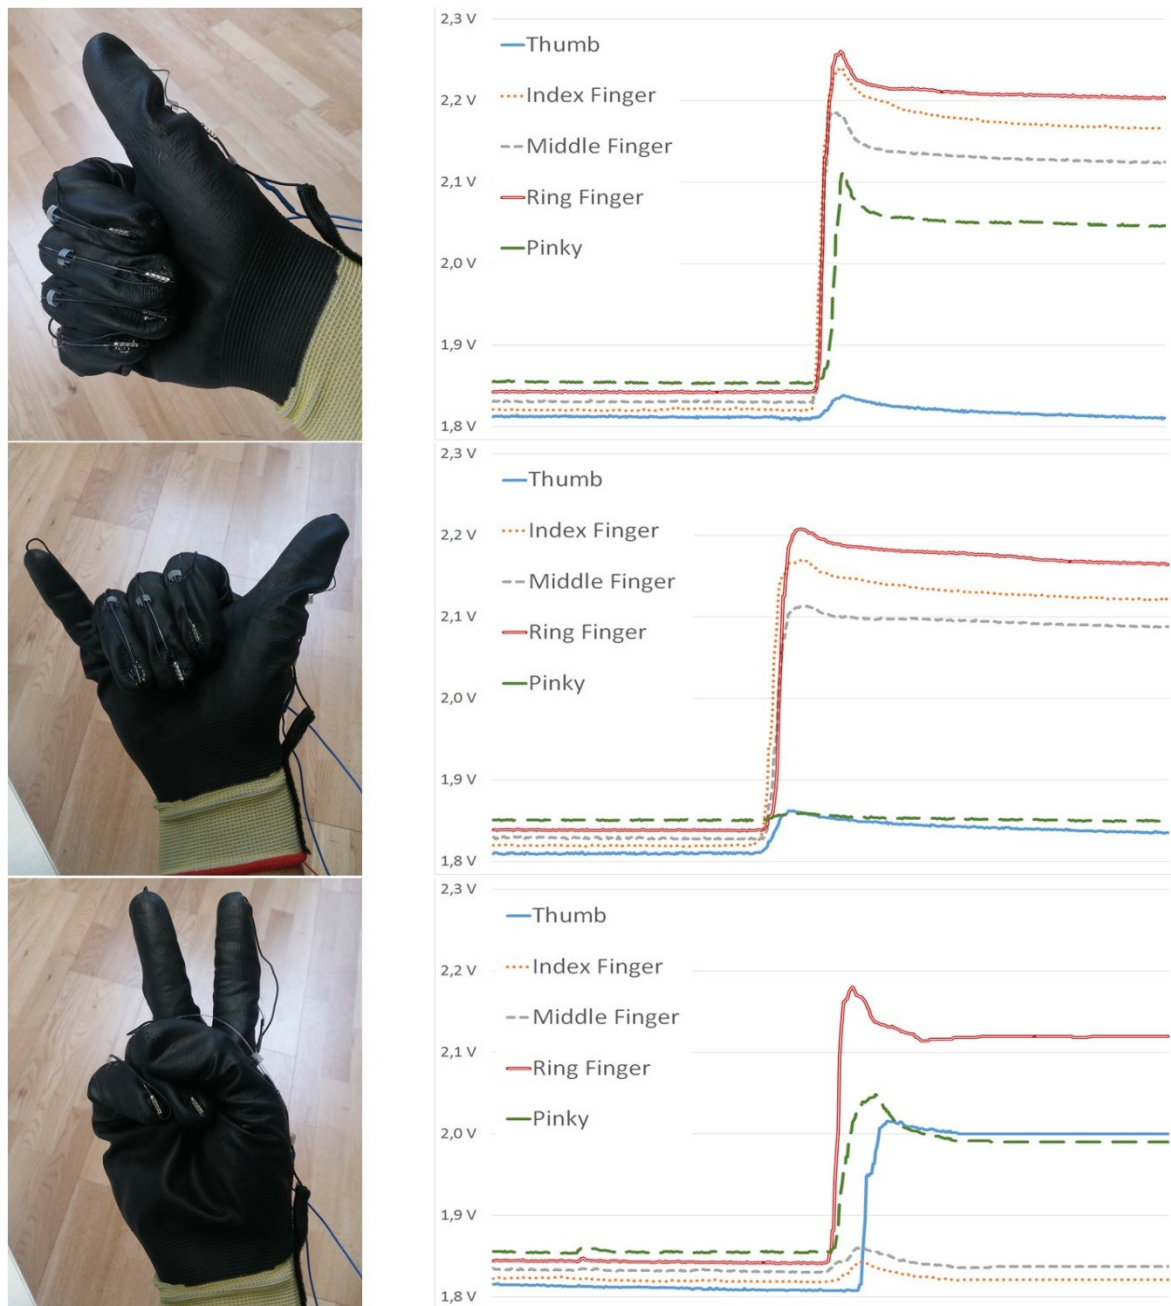 2,3 V
Thumb
2,2 V
Index Finger
Middle Finger
2,1 V
Ring Finger
Pinky
2,0 V
1,9 V
1,8 V
2,3 V
Thumb
2,2 V
Index Finger
Middle Finger
2,1 V
Ring Finger
Pinky
2,0 V
1,9 V
1,8 V
2,3 V
Thumb
2,2 V
Index Finger
Middle Finger
2,1 V
Ring Finger
Pinky
2,0 V
1,9 V
1,8 V